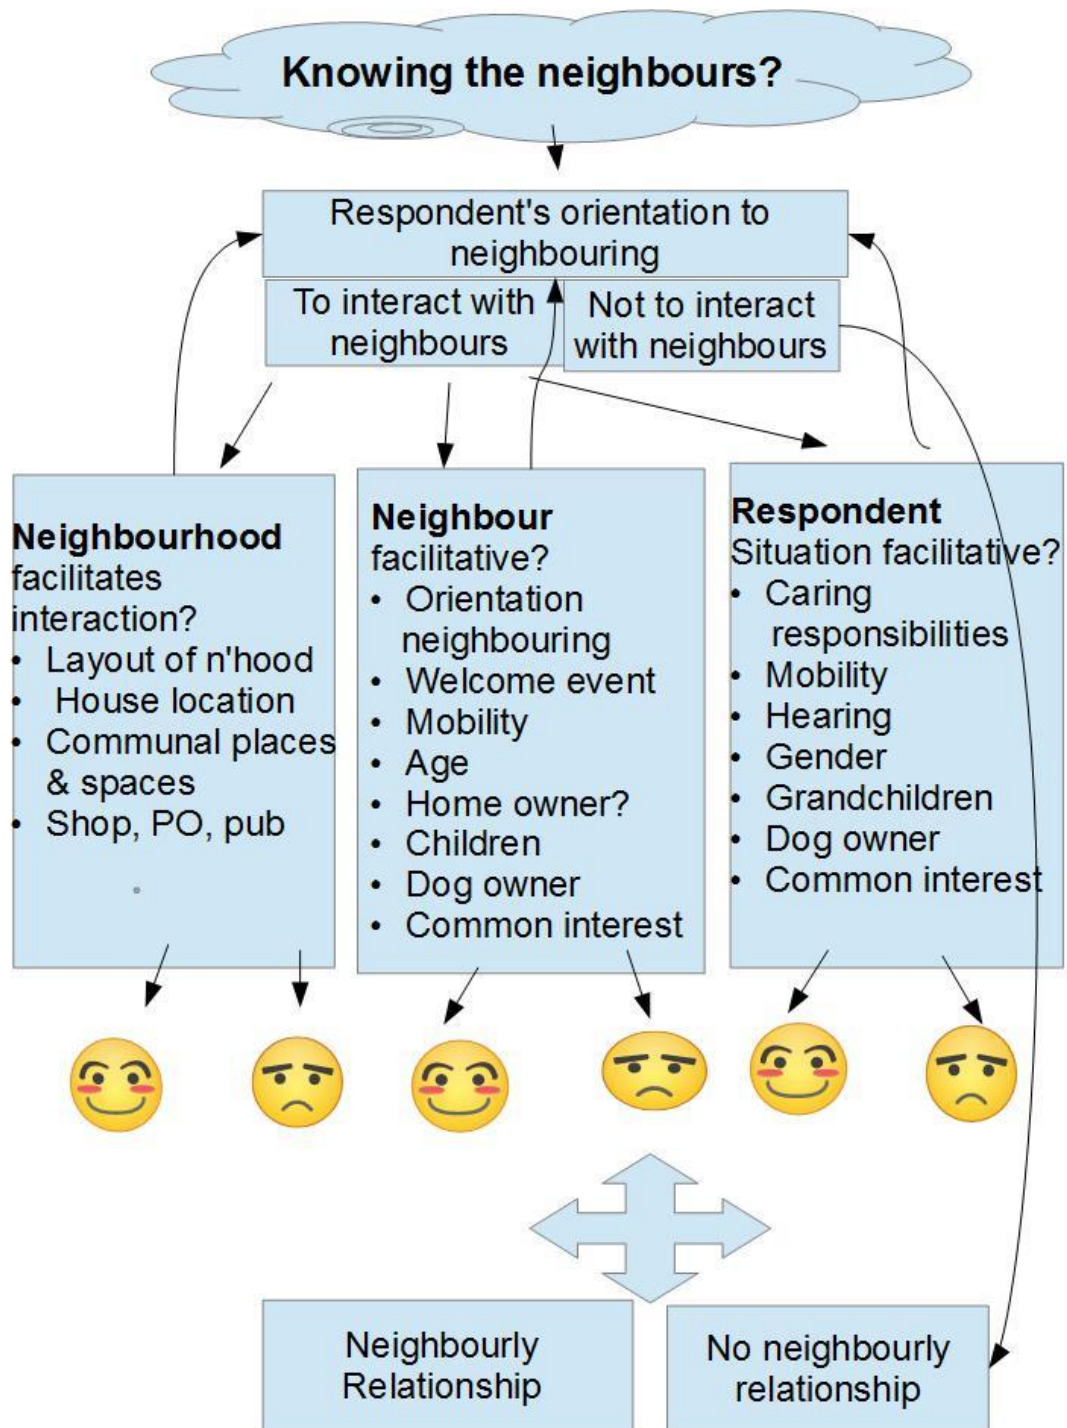 Knowing the neighbours?
Respondent's orientation to
neighbouring
To interact with
neighbours
Not to interact
with neighbours
Neighbourhood
facilitates
interaction?
• Layout of n'hood
• House location
• Communal places
& spaces
• Shop, PO, pub
Neighbour
facilitative?
• Orientation
neighbouring
• Welcome event
• Mobility
• Age
• Home owner?
• Children
• Dog owner
• Common interest
Respondent
Situation facilitative?
• Caring
responsibilities
• Mobility
• Hearing
• Gender
• Grandchildren
• Dog owner
• Common interest
Neighbourly
Relationship
No neighbourly
relationship